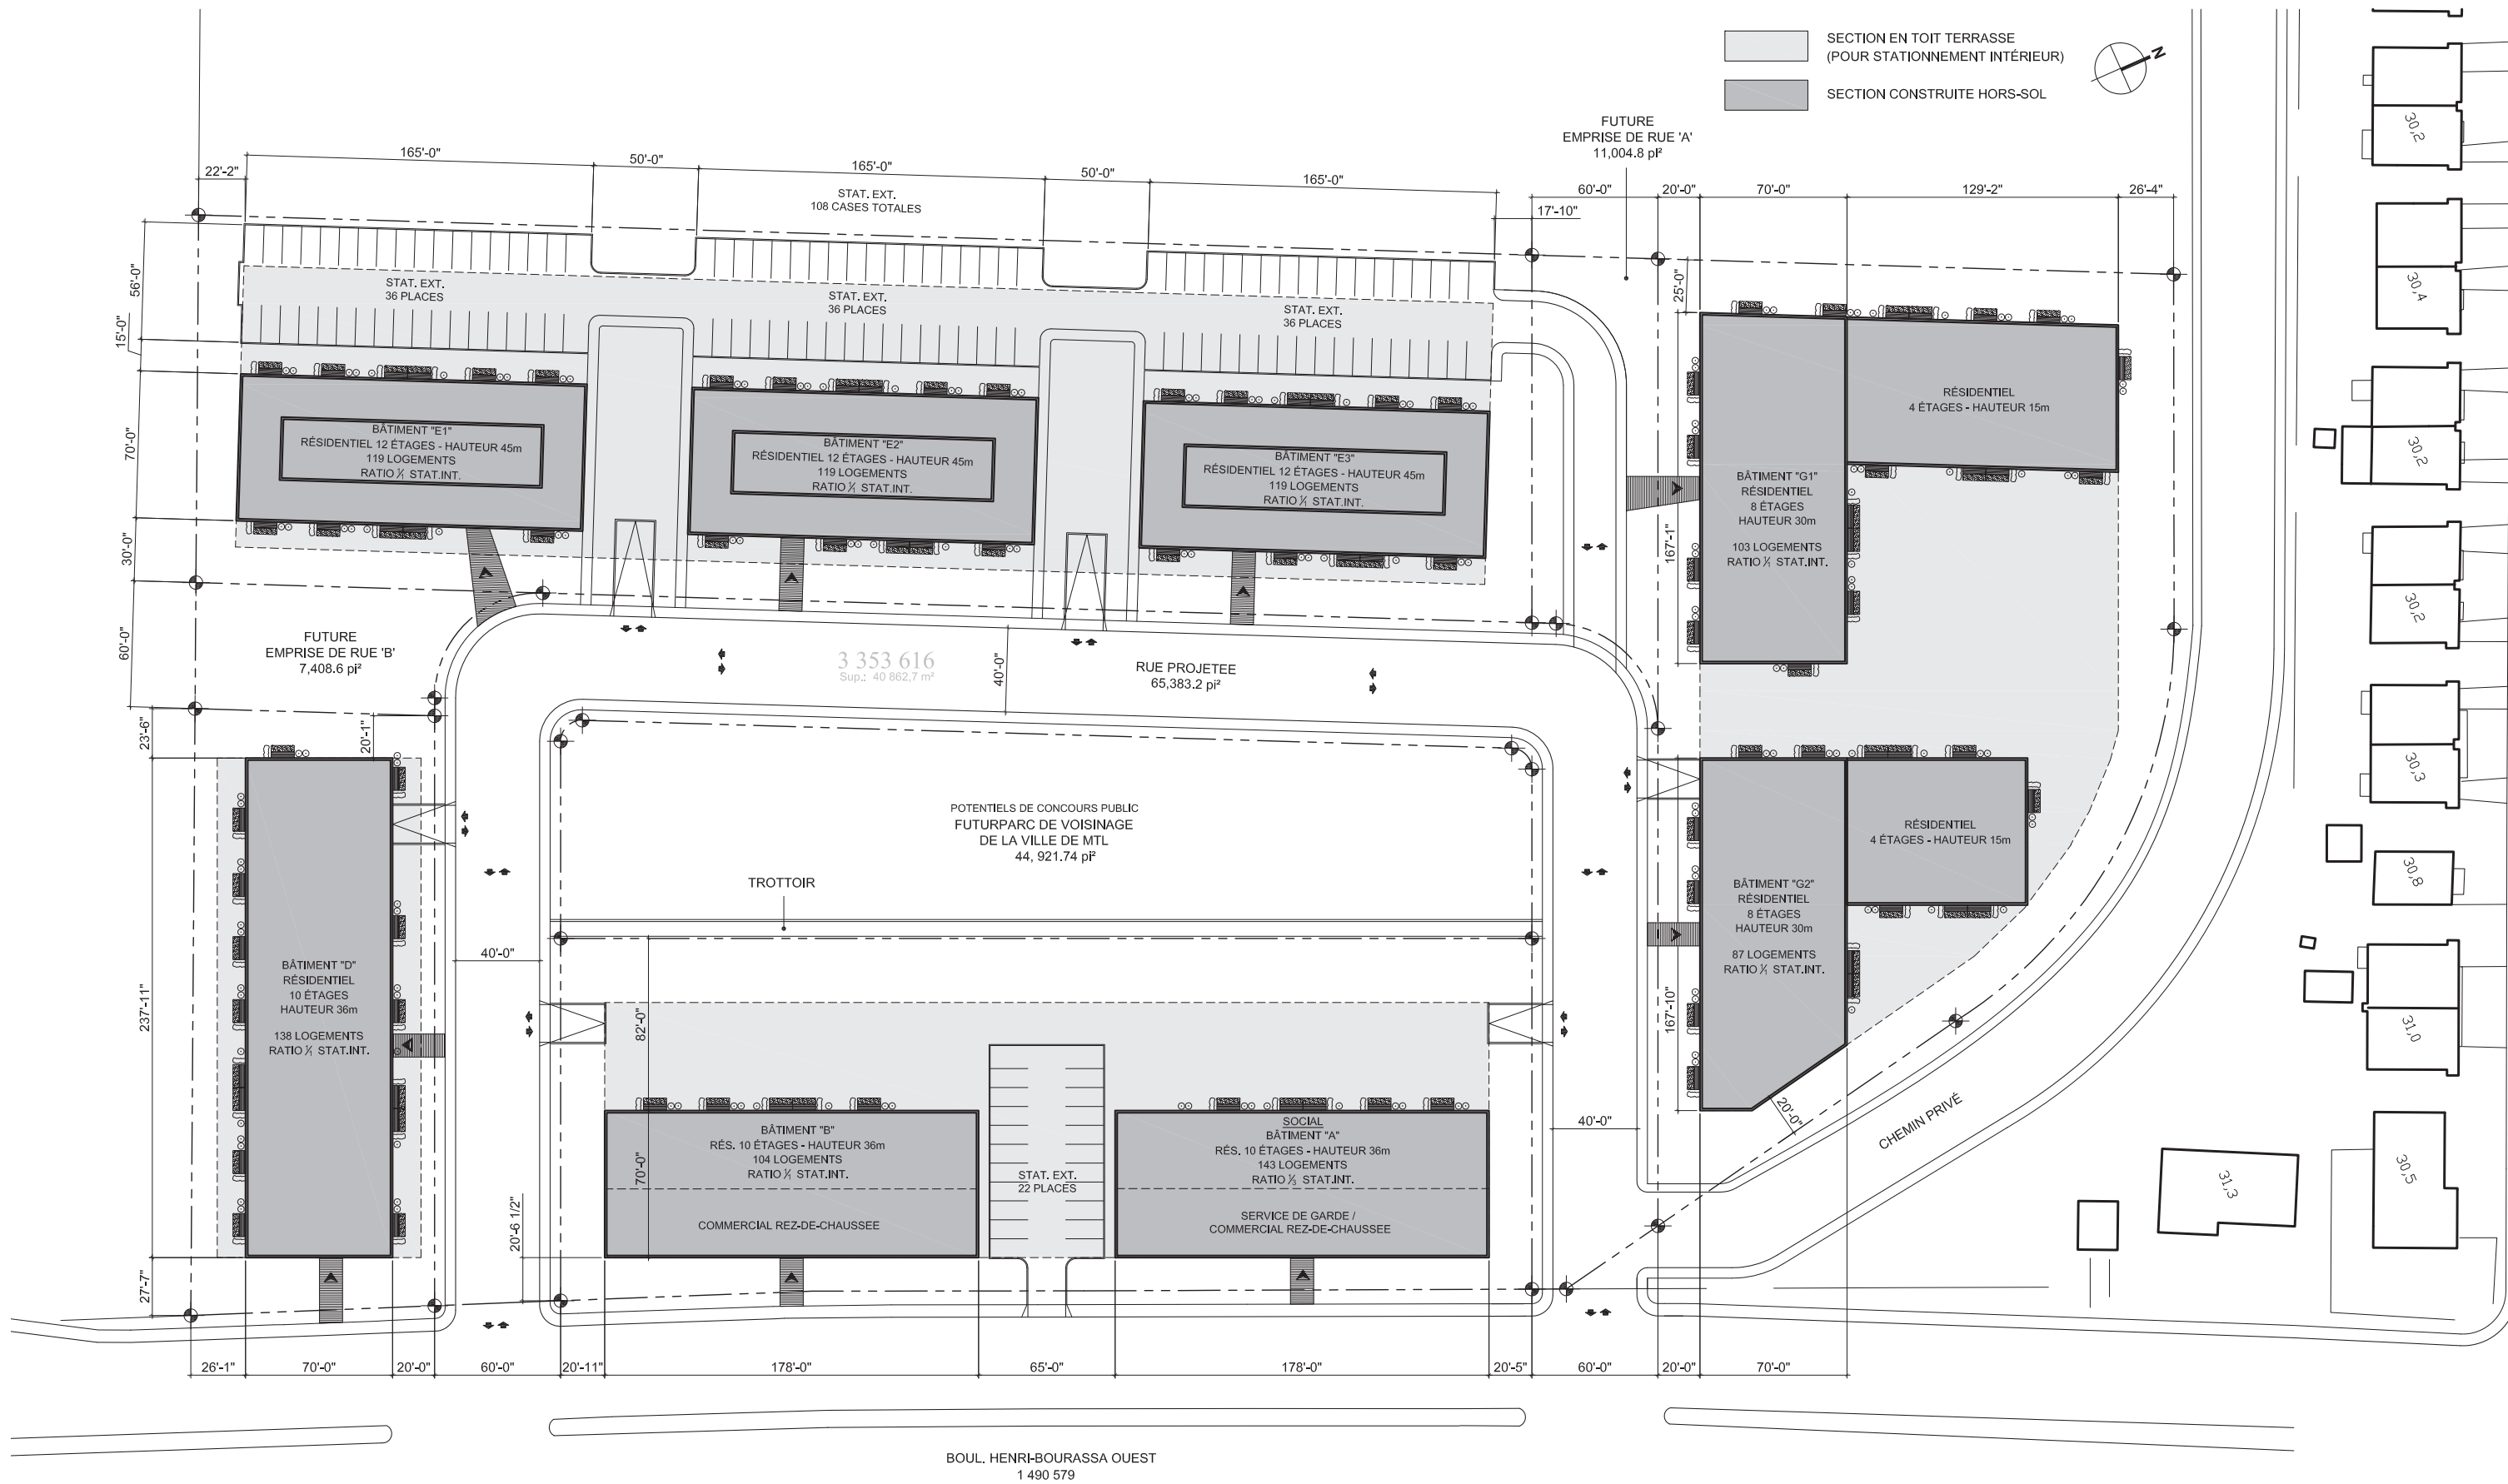 SECTION EN TOIT TERRASSE
(POUR STATIONNEMENT INTÉRIEUR)
SECTION CONSTRUITE HORS-SOL
N
FUTURE
EMPRISE DE RUE 'A'
11,004.8 pi²
22'-2"
165'-0"
50'-0"
165'-0"
50'-0"
165'-0"
17'-10"
60'-0"
20'-0"
70'-0"
129'-2"
26'-4"
STAT. EXT.
108 CASES TOTALES
56'-0"
15'-0"
70'-0"
30'-0"
60'-0"
25'-0"
STAT. EXT.
36 PLACES
STAT. EXT.
36 PLACES
STAT. EXT.
36 PLACES
BÂTIMENT "E1"
RÉSIDENTIEL 12 ÉTAGES - HAUTEUR 45m
119 LOGEMENTS
RATIO 1/1 STAT.INT.
BÂTIMENT "E2"
RÉSIDENTIEL 12 ÉTAGES - HAUTEUR 45m
119 LOGEMENTS
RATIO 1/1 STAT.INT.
BÂTIMENT "E3"
RÉSIDENTIEL 12 ÉTAGES - HAUTEUR 45m
119 LOGEMENTS
RATIO 1/1 STAT.INT.
RÉSIDENTIEL
4 ÉTAGES - HAUTEUR 15m
BÂTIMENT "G1"
RÉSIDENTIEL
8 ÉTAGES
HAUTEUR 30m
103 LOGEMENTS
RATIO 1/1 STAT.INT.
167'-1"
FUTURE
EMPRISE DE RUE 'B'
7,408.6 pi²
3 353 616
Sup.: 40 862,7 m²
40'-0"
RUE PROJETEE
65,383.2 pi²
23'-6"
20'-1"
237'-11"
27'-7"
POTENTIELS DE CONCOURS PUBLIC
FUTURPARC DE VOISINAGE
DE LA VILLE DE MTL
44, 921.74 pi²
TROTTOIR
RÉSIDENTIEL
4 ÉTAGES - HAUTEUR 15m
BÂTIMENT "G2"
RÉSIDENTIEL
8 ÉTAGES
HAUTEUR 30m
87 LOGEMENTS
RATIO 1/1 STAT.INT.
167'-10"
20'-0"
CHEMIN PRIVÉ
BÂTIMENT "D"
RÉSIDENTIEL
10 ÉTAGES
HAUTEUR 36m
138 LOGEMENTS
RATIO 1/1 STAT.INT.
40'-0"
82'-0"
70'-0"
20'-6 1/2"
BÂTIMENT "B"
RÉS. 10 ÉTAGES - HAUTEUR 36m
104 LOGEMENTS
RATIO 1/1 STAT.INT.
COMMERCIAL REZ-DE-CHAUSSEE
STAT. EXT.
22 PLACES
SOCIAL
BÂTIMENT "A"
RÉS. 10 ÉTAGES - HAUTEUR 36m
143 LOGEMENTS
STAT.INT.
SERVICE DE GARDE /
COMMERCIAL REZ-DE-CHAUSSEE
40'-0"
26'-1"
70'-0"
20'-0"
60'-0"
20'-11"
178'-0"
65'-0"
178'-0"
20'-5"
60'-0"
20'-0"
70'-0"
30,2
30,4
30,2
30,2
30,3
30,8
31,0
30,5
31,3
BOUL. HENRI-BOURASSA OUEST
1 490 579